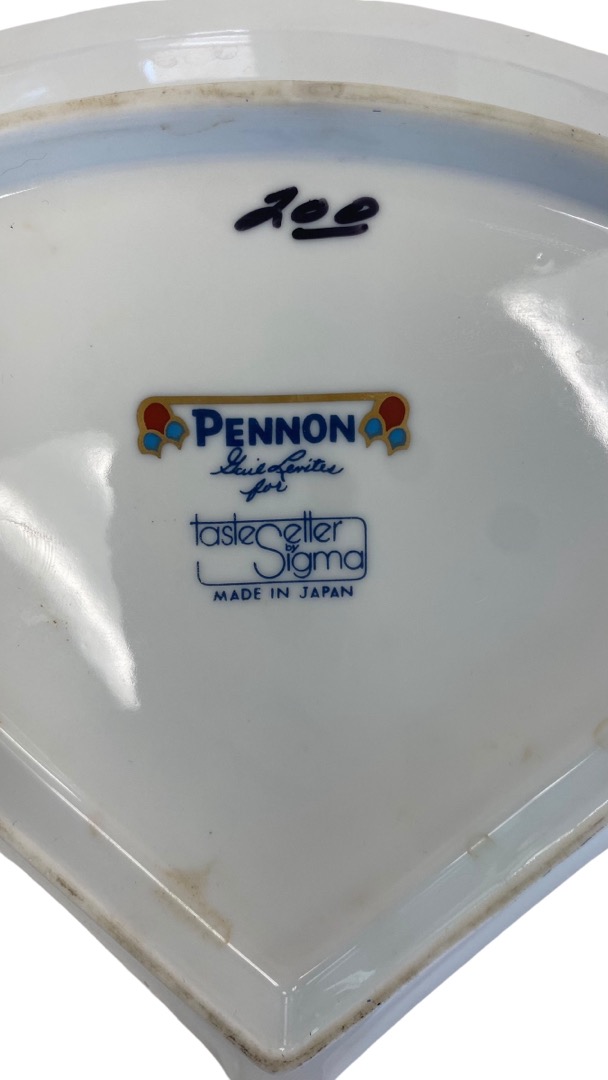 200
PENNON
Gail Levites
for
tasteSetter
by
Sigma
MADE IN JAPAN